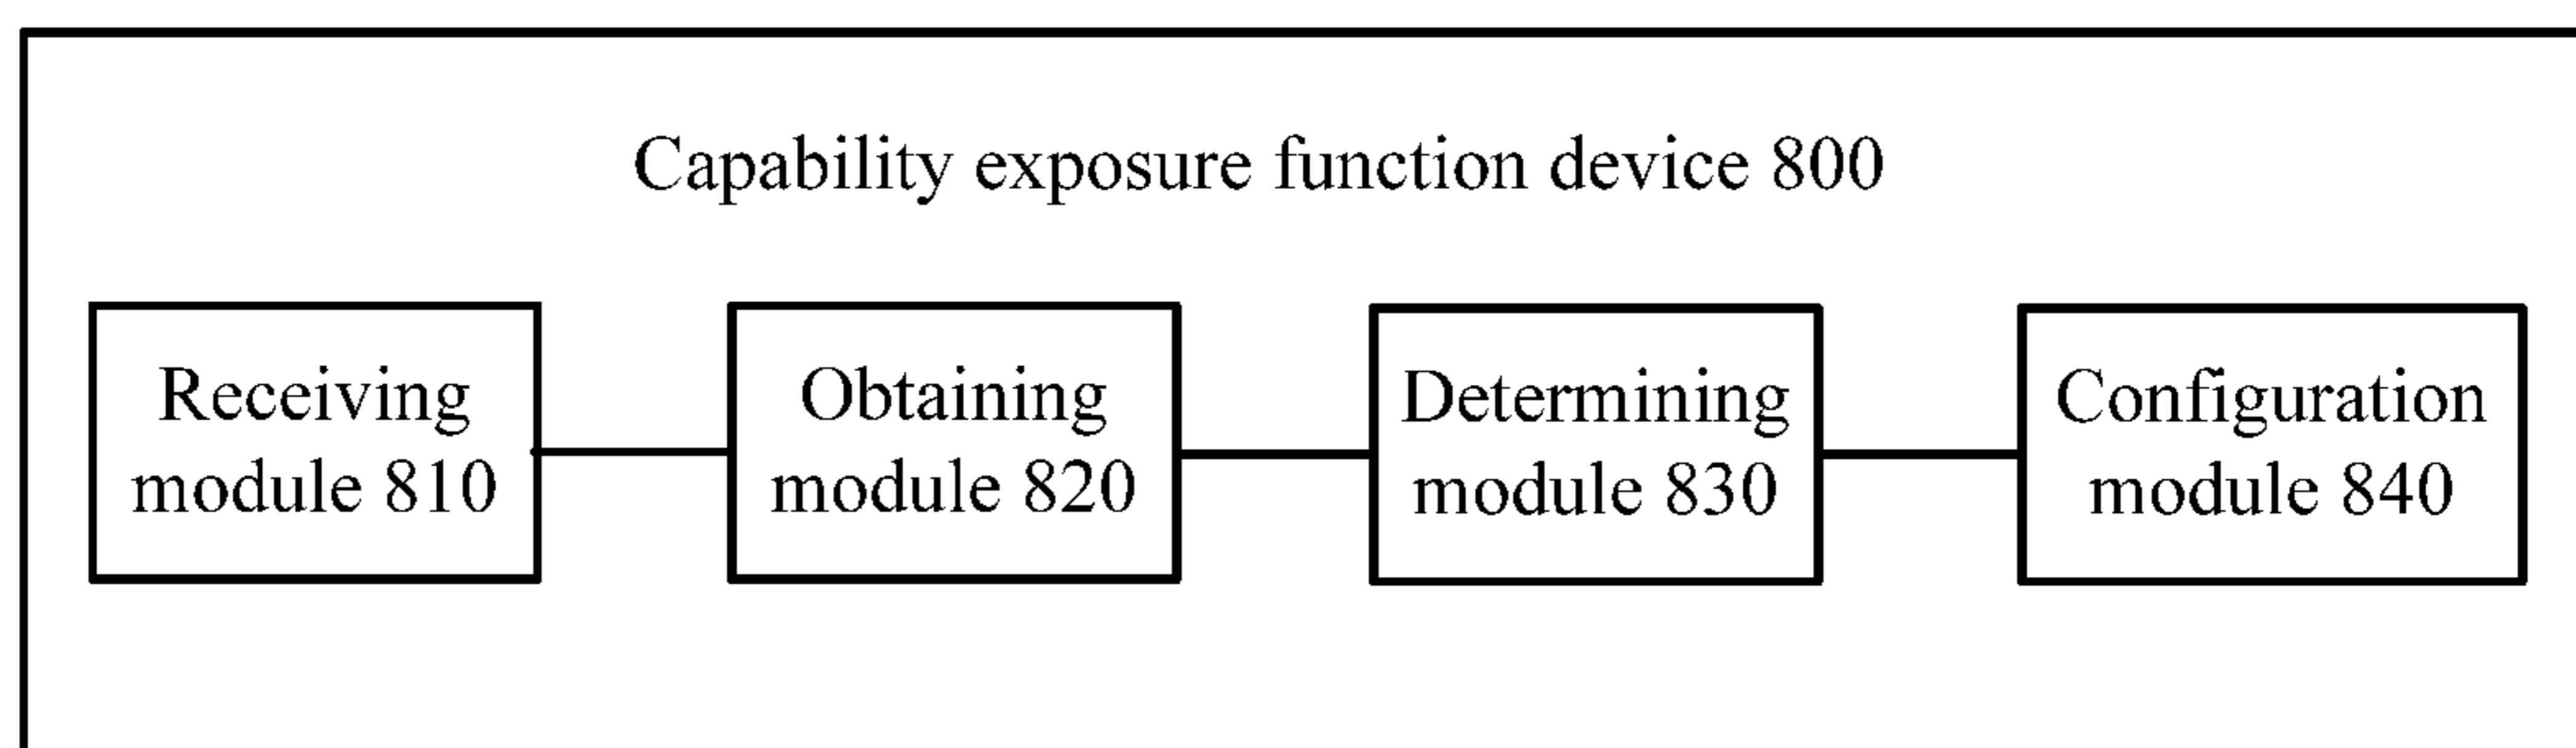 Capability exposure function device 800
Receiving
module 810
Obtaining
module 820
Determining
module 830
Configuration
module 840